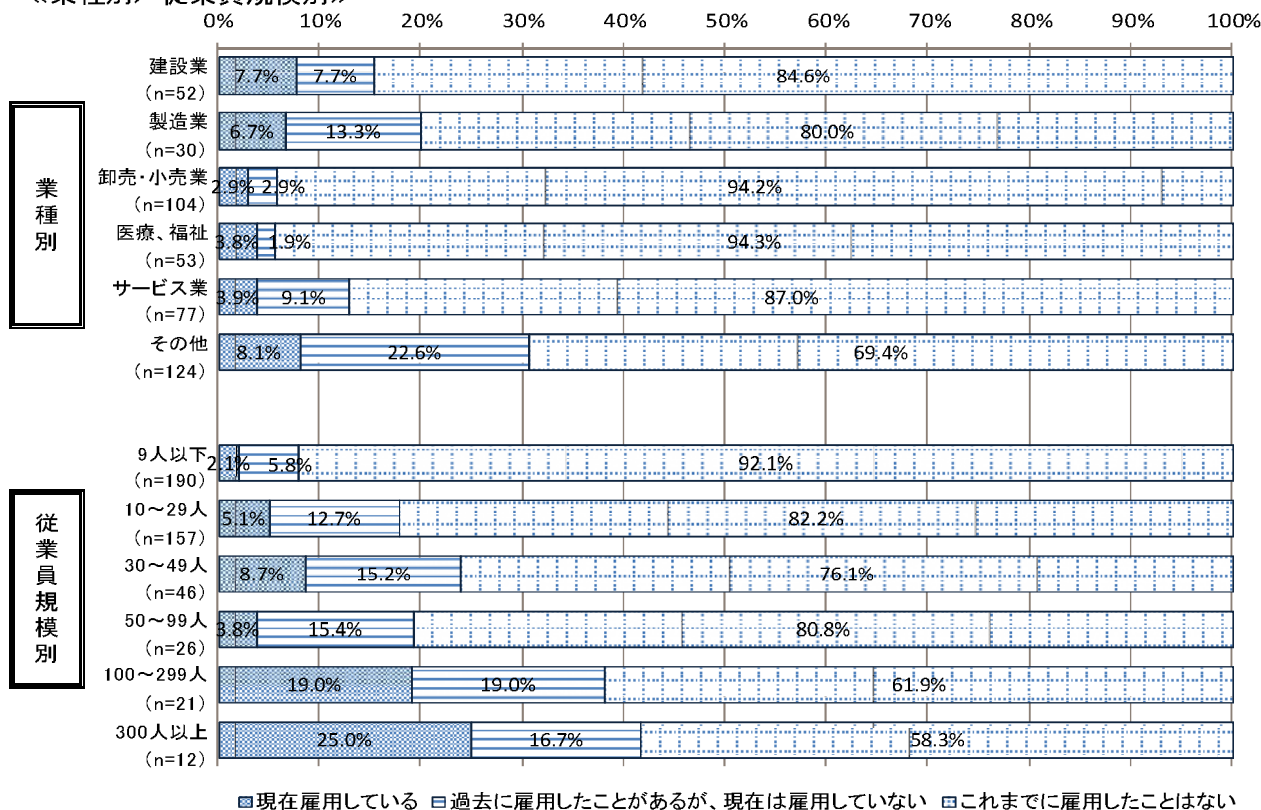 0% 10% 20% 30% 40% 50% 60% 70% 80% 90% 100%
業種別
建設業
(n=52)
7.7% 7.7% 84.6%
製造業
(n=30)
6.7% 13.3% 80.0%
卸売・小売業
(n=104)
2.9% 2.9% 94.2%
医療、福祉
(n=53)
3.8% 1.9% 94.3%
サービス業
(n=77)
3.9% 9.1% 87.0%
その他
(n=124)
8.1% 22.6% 69.4%
従業員規模別
9人以下
(n=190)
2.1% 5.8% 92.1%
10～29人
(n=157)
5.1% 12.7% 82.2%
30～49人
(n=46)
8.7% 15.2% 76.1%
50～99人
(n=26)
3.8% 15.4% 80.8%
100～299人
(n=21)
19.0% 19.0% 61.9%
300人以上
(n=12)
25.0% 16.7% 58.3%
現在雇用している 過去に雇用したことがあるが、現在は雇用していない これまでに雇用したことはない